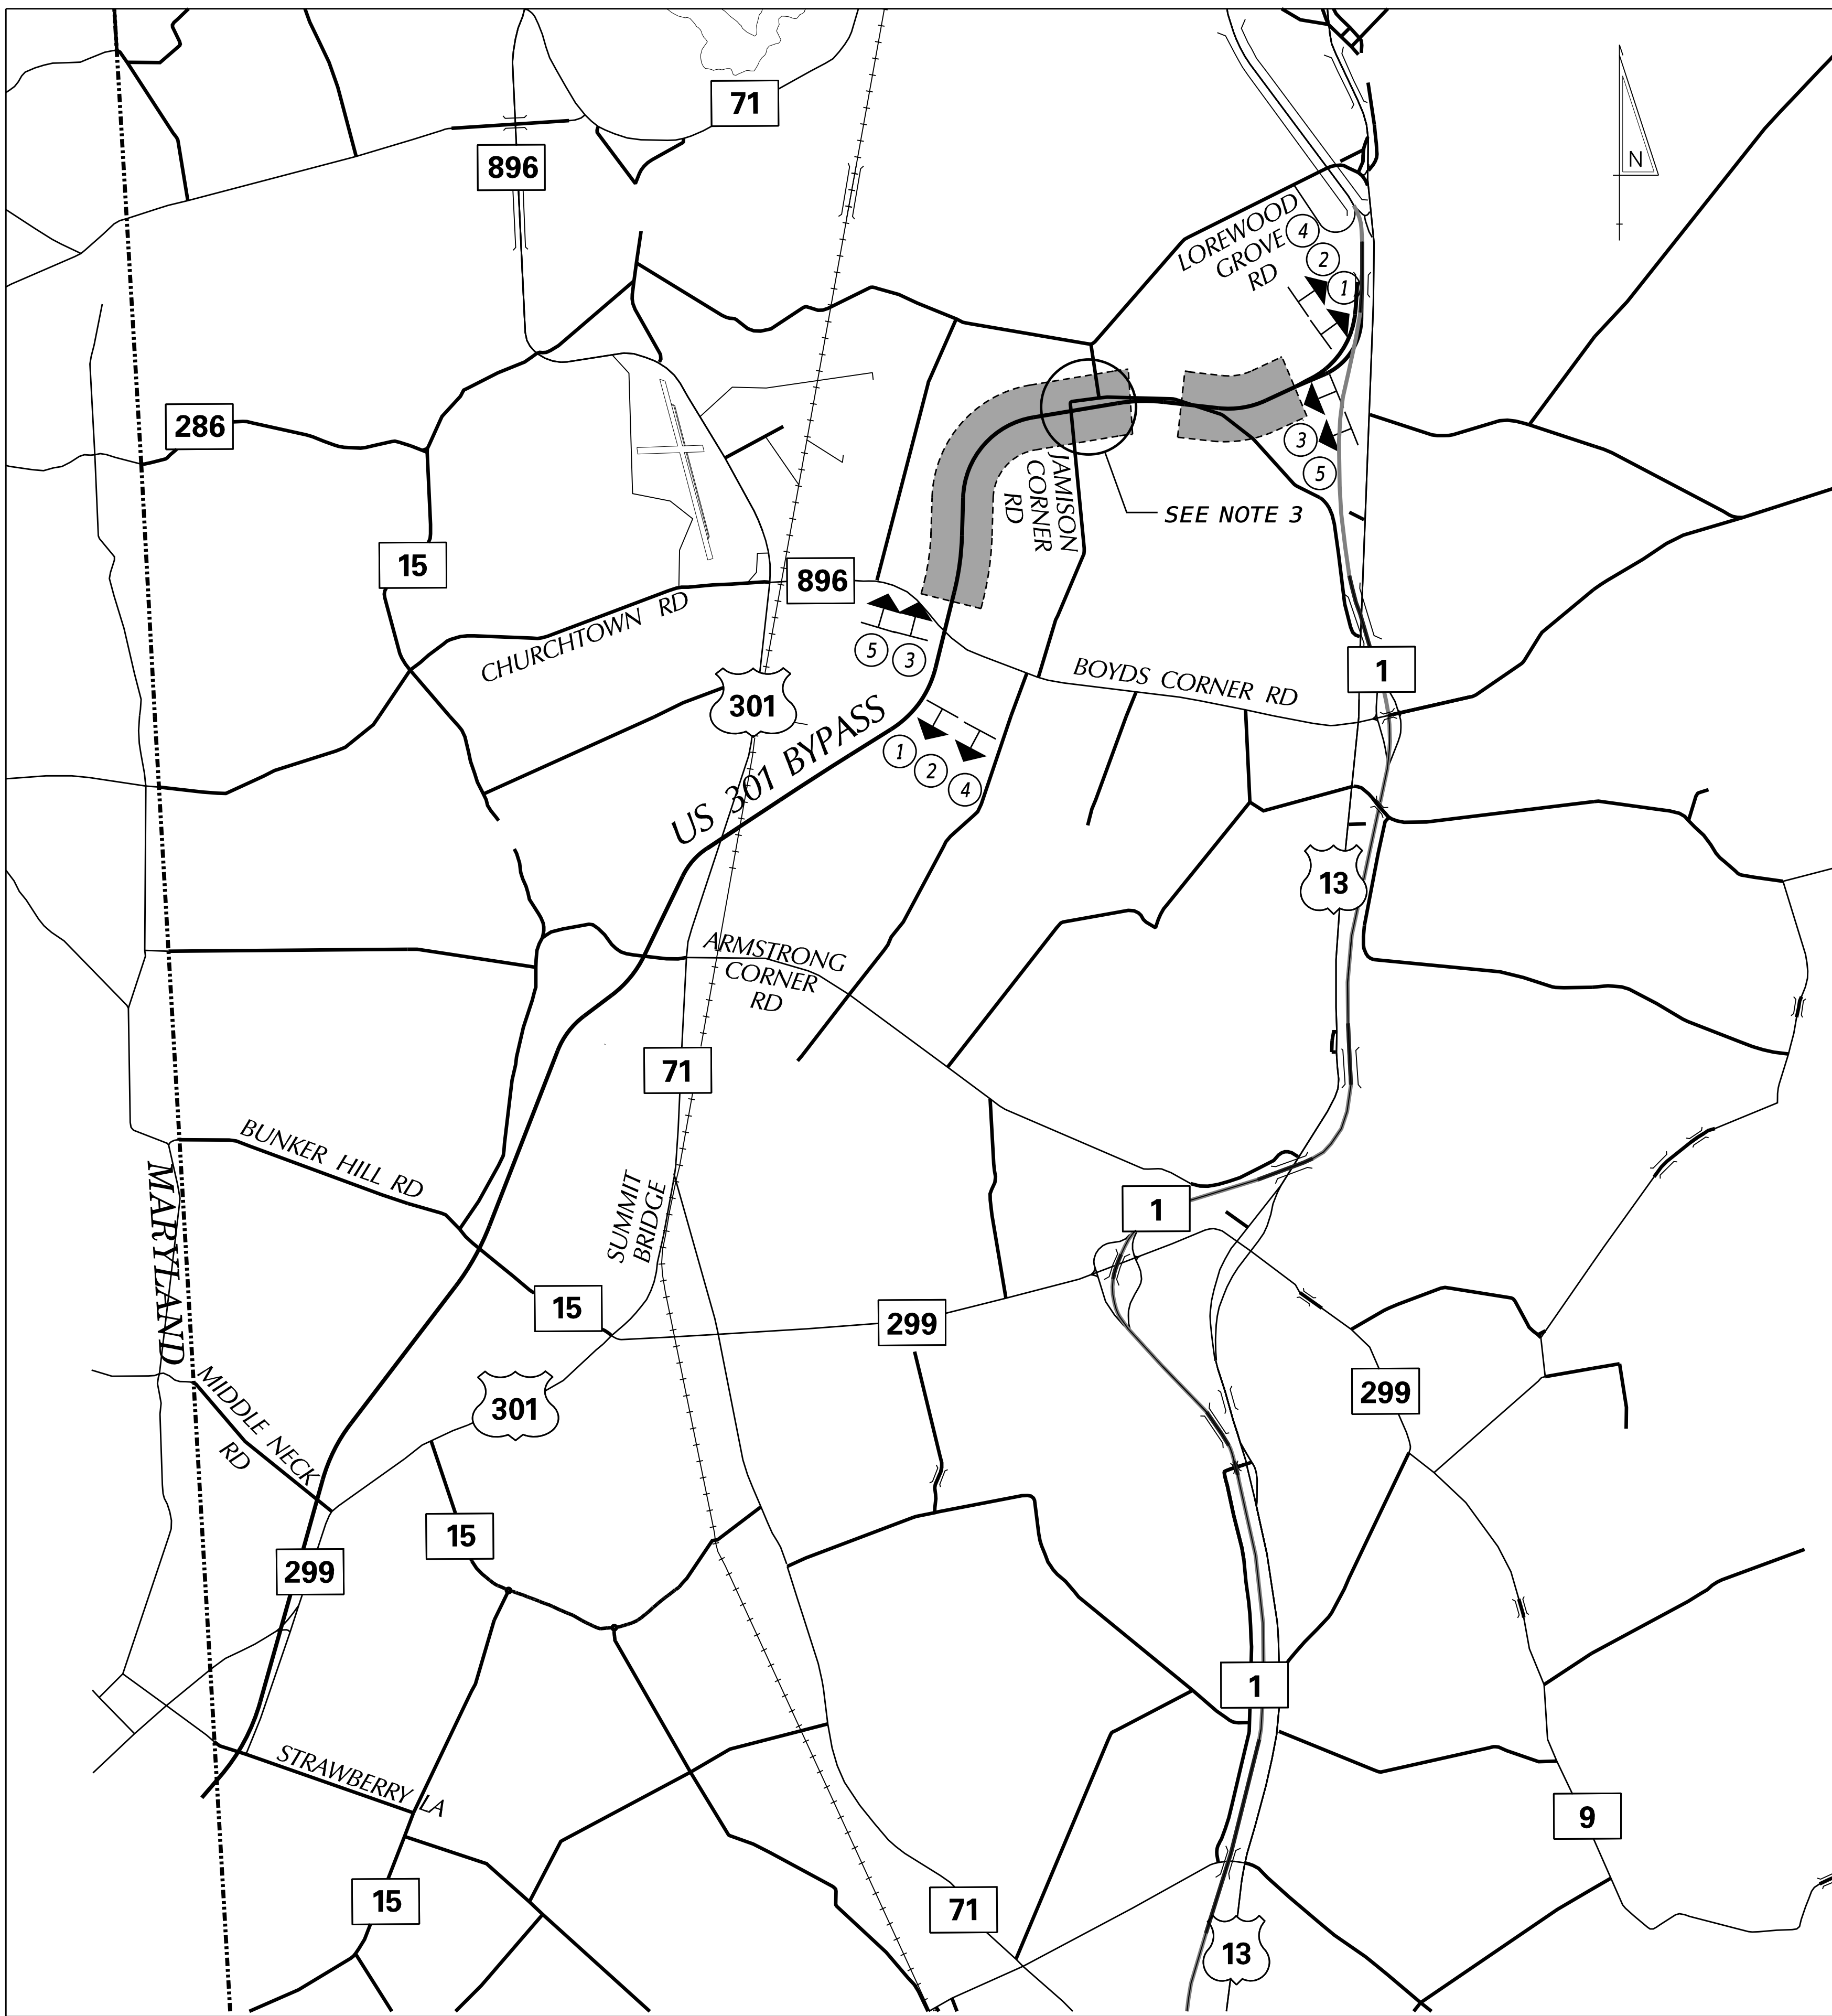 71
896
N
LOREWOOD
GROVE
RD
4
2
1
286
3
5
JAMISON
CORNER
RD
SEE NOTE 3
15
896
CHURCHTOWN RD
5
3
BOYDS CORNER RD
1
301
US 301 BYPASS
1
2
4
13
ARMSTRONG
CORNER
RD
71
BUNKER HILL RD
MARYLAND
SUMMIT
BRIDGE
1
15
299
MIDDLE NECK
RD
301
299
15
299
1
STRAWBERRY LA
9
15
71
13